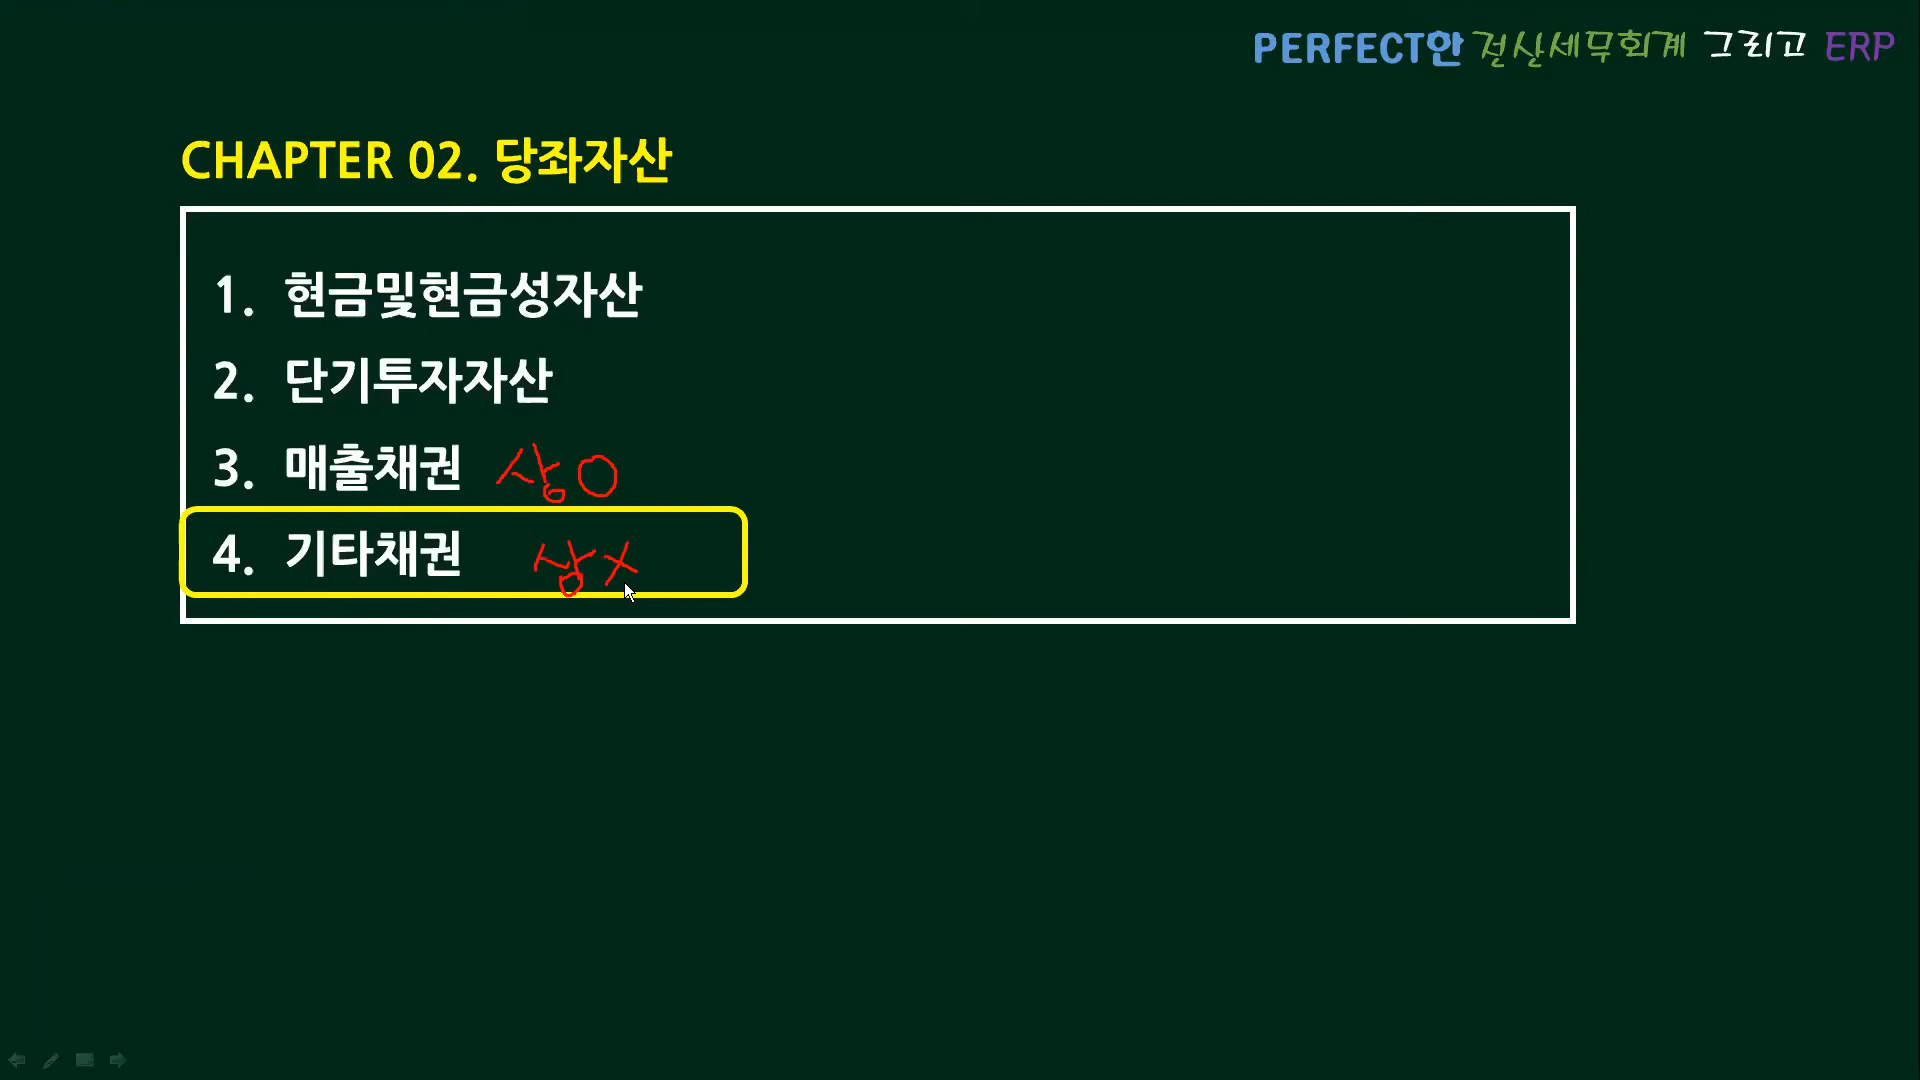 PERFECT한 전산세무회계 그리고 ERP
CHAPTER 02. 당좌자산
1. 현금및현금성자산
2. 단기투자자산
3. 매출채권 상 O
4. 기타채권 상 X